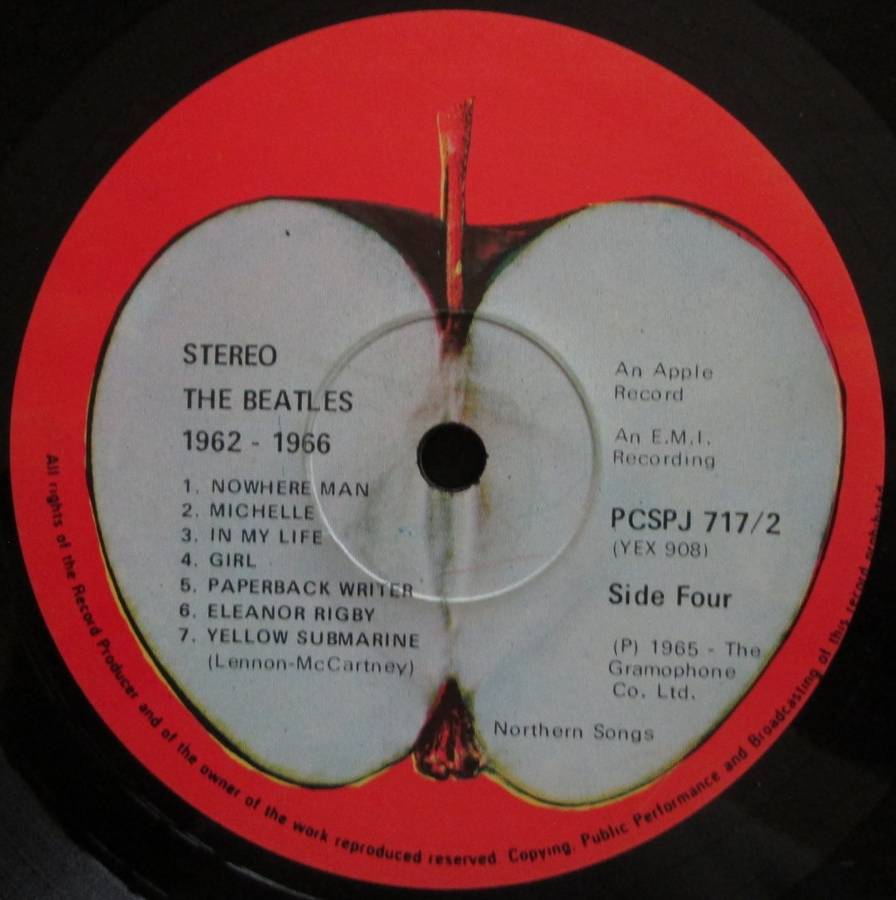 STEREO
THE BEATLES
1962 - 1966
1. NOWHERE MAN
2. MICHELLE
3. IN MY LIFE
4. GIRL
5. PAPERBACK WRITER
6. ELEANOR RIGBY
7. YELLOW SUBMARINE
(Lennon-McCartney)
An Apple
Record
An E.M.I.
Recording
PCSPJ 717/2
(YEX 908)
Side Four
(P) 1965 - The
Gramophone
Co. Ltd.
Northern Songs
All rights of the Record Producer and of the owner of the work reproduced reserved. Copying, Public Performance and Broadcasting of this record prohibited